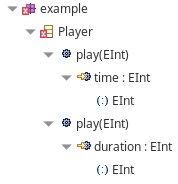 example
Player
play(EInt)
time : EInt
EInt
play(EInt)
duration : EInt
EInt